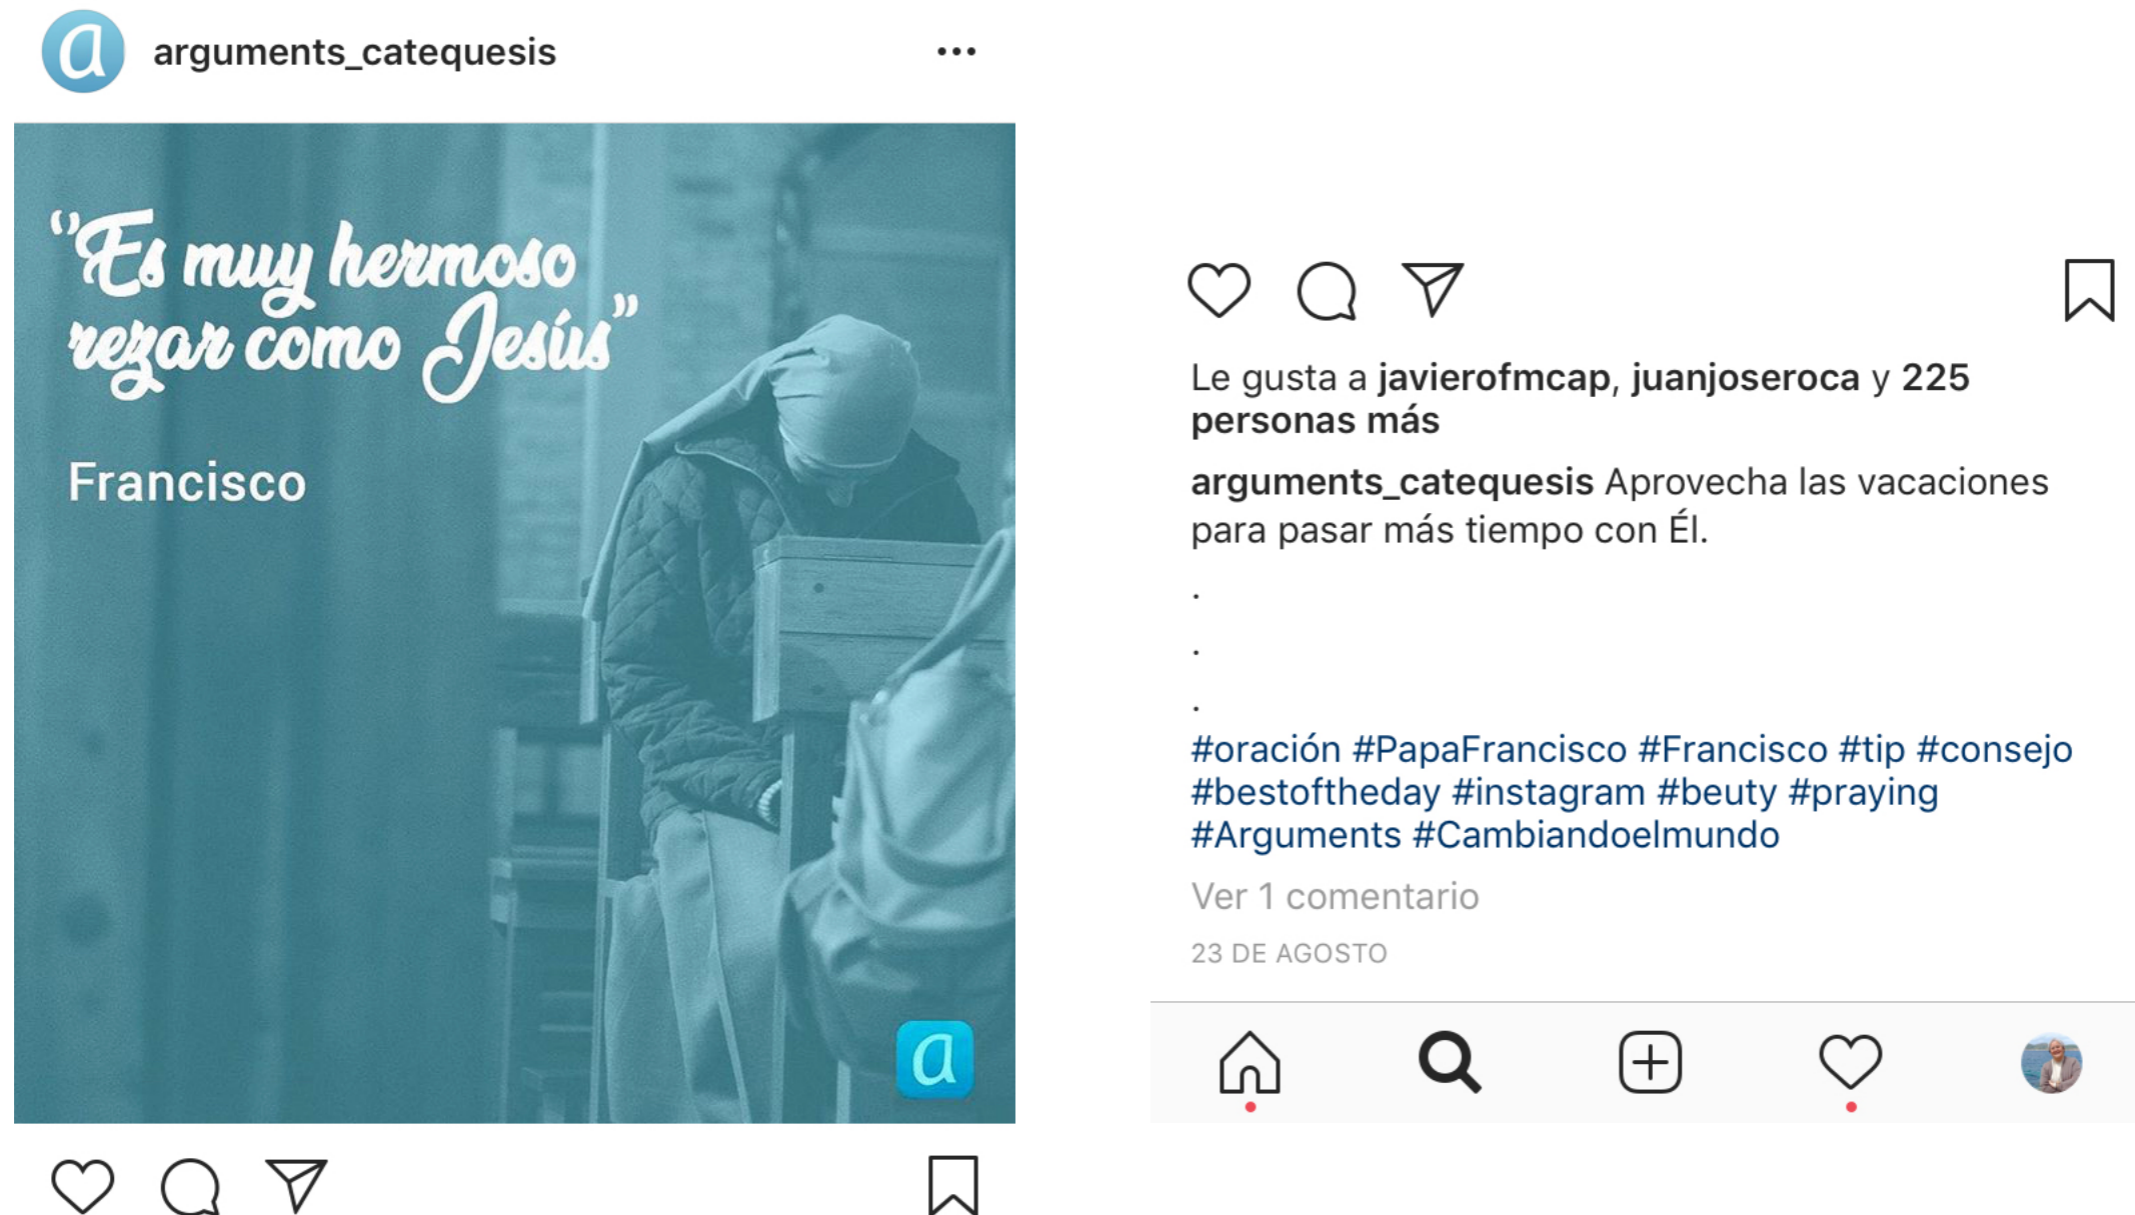 a arguments_catequesis
"Es muy hermoso
rezar como Jesús"
Francisco
a
Le gusta a javierofmcap, juanjoseroca y 225
personas más
arguments_catequesis Aprovecha las vacaciones
para pasar más tiempo con Él.
.
.
.
#oración #PapaFrancisco #Francisco #tip #consejo
#bestoftheday #instagram #beuty #praying
#Arguments #Cambiandoelmundo
Ver 1 comentario
23 DE AGOSTO